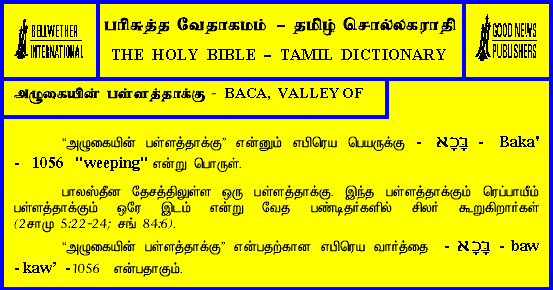 BELLWETHER
INTERNATIONAL
பரிசுத்த வேதாகமம் – தமிழ் சொல்லகராதி
THE HOLY BIBLE – TAMIL DICTIONARY
GOOD NEWS
PUBLISHERS
அழுகையின் பள்ளத்தாக்கு - BACA, VALLEY OF
“அழுகையின் பள்ளத்தாக்கு” என்னும் எபிரெய பெயருக்கு - בָּכָא - Baka’
- 1056 "weeping" என்று பொருள்.
பாலஸ்தீன தேசத்திலுள்ள ஒரு பள்ளத்தாக்கு. இந்த பள்ளத்தாக்கும் ரெப்பாயீம்
பள்ளத்தாக்கும் ஒரே இடம் என்று வேத பண்டிதர்களில் சிலர் கூறுகிறார்கள்
(2சாமு 5:22-24; சங் 84:6).
“அழுகையின் பள்ளத்தாக்கு” என்பதற்கான எபிரெய வார்த்தை - בָּכָא - baw
- kaw’ -1056 என்பதாகும்.